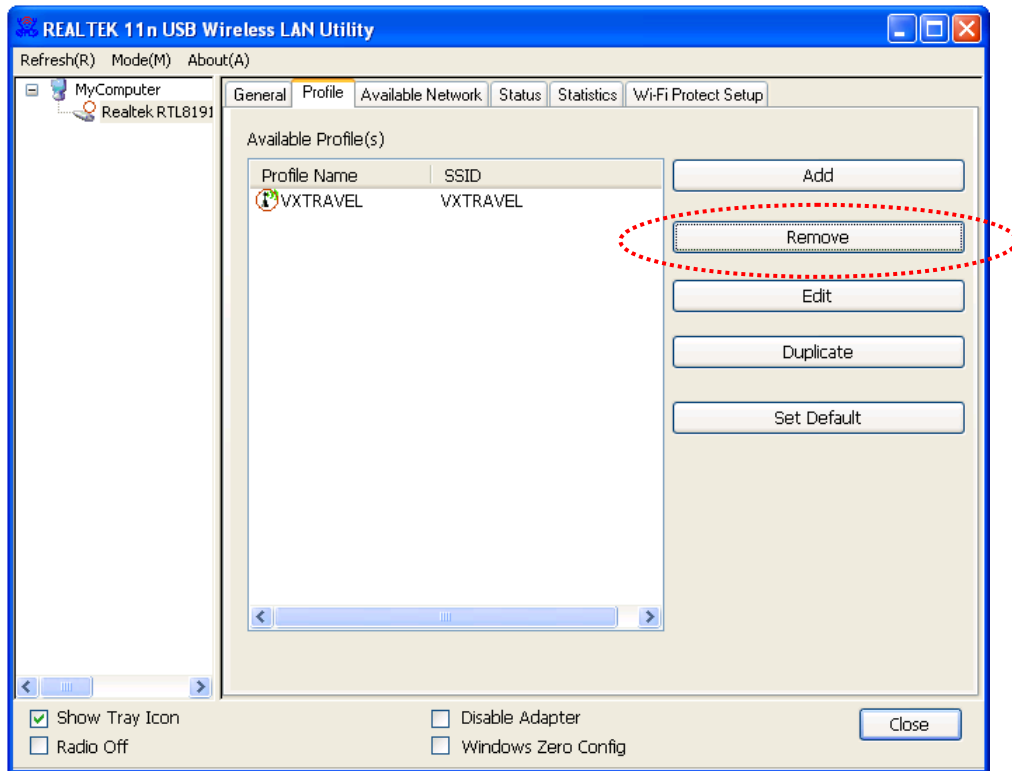 REALTEK 11n USB Wireless LAN Utility
Refresh(R) Mode(M) About(A)
MyComputer
Realtek RTL8191
General Profile Available Network Status Statistics Wi-Fi Protect Setup
Available Profile(s)
Profile Name SSID
VXTRAVEL VXTRAVEL
Add
Remove
Edit
Duplicate
Set Default
Show Tray Icon
Radio Off
Disable Adapter
Windows Zero Config
Close